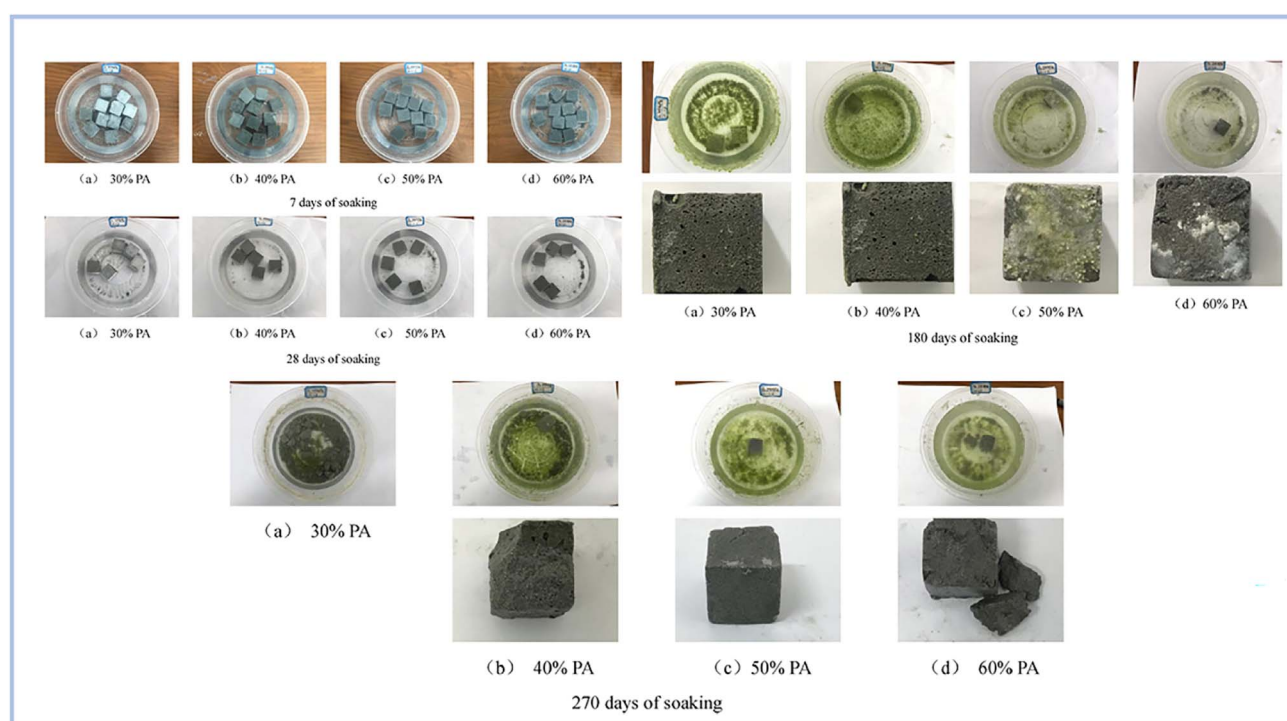 (a) 30% PA
(b) 40% PA
(c) 50% PA
(d) 60% PA
7 days of soaking
(a) 30% PA
(b) 40% PA
(c) 50% PA
(d) 60% PA
28 days of soaking
(a) 30% PA
(b) 40% PA
(c) 50% PA
(d) 60% PA
180 days of soaking
(a) 30% PA
(b) 40% PA
(c) 50% PA
(d) 60% PA
270 days of soaking